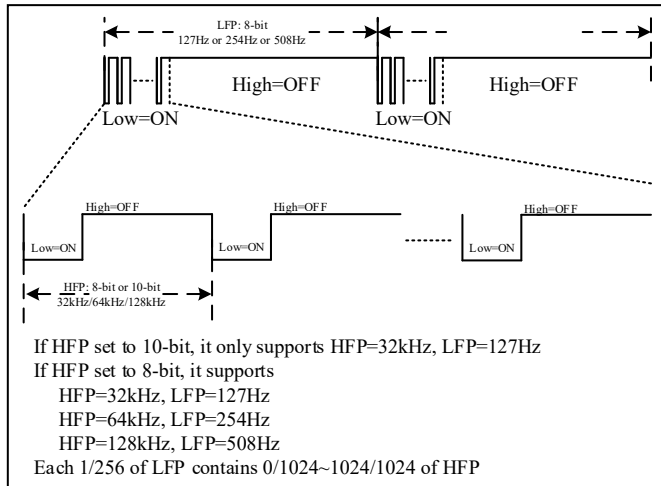 LFP: 8-bit
127Hz or 254Hz or 508Hz
High=OFF
High=OFF
Low=ON
Low=ON
High=OFF
High=OFF
High=OFF
Low=ON
Low=ON
Low=ON
HFP: 8-bit or 10-bit
32kHz/64kHz/128kHz
If HFP set to 10-bit, it only supports HFP=32kHz, LFP=127Hz
If HFP set to 8-bit, it supports
HFP=32kHz, LFP=127Hz
HFP=64kHz, LFP=254Hz
HFP=128kHz, LFP=508Hz
Each 1/256 of LFP contains 0/1024~1024/1024 of HFP